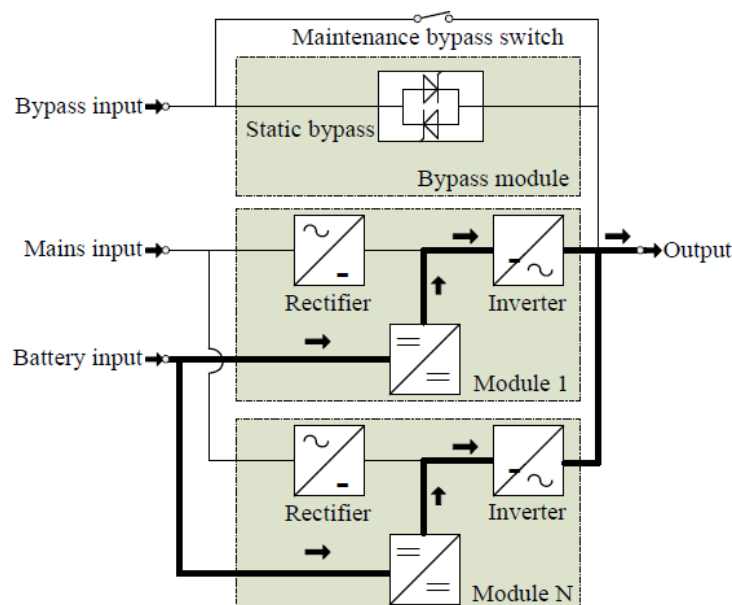 Maintenance bypass switch
Bypass input
Static bypass
Bypass module
Mains input
Output
Rectifier
Inverter
Battery input
Module 1
Rectifier
Inverter
Module N